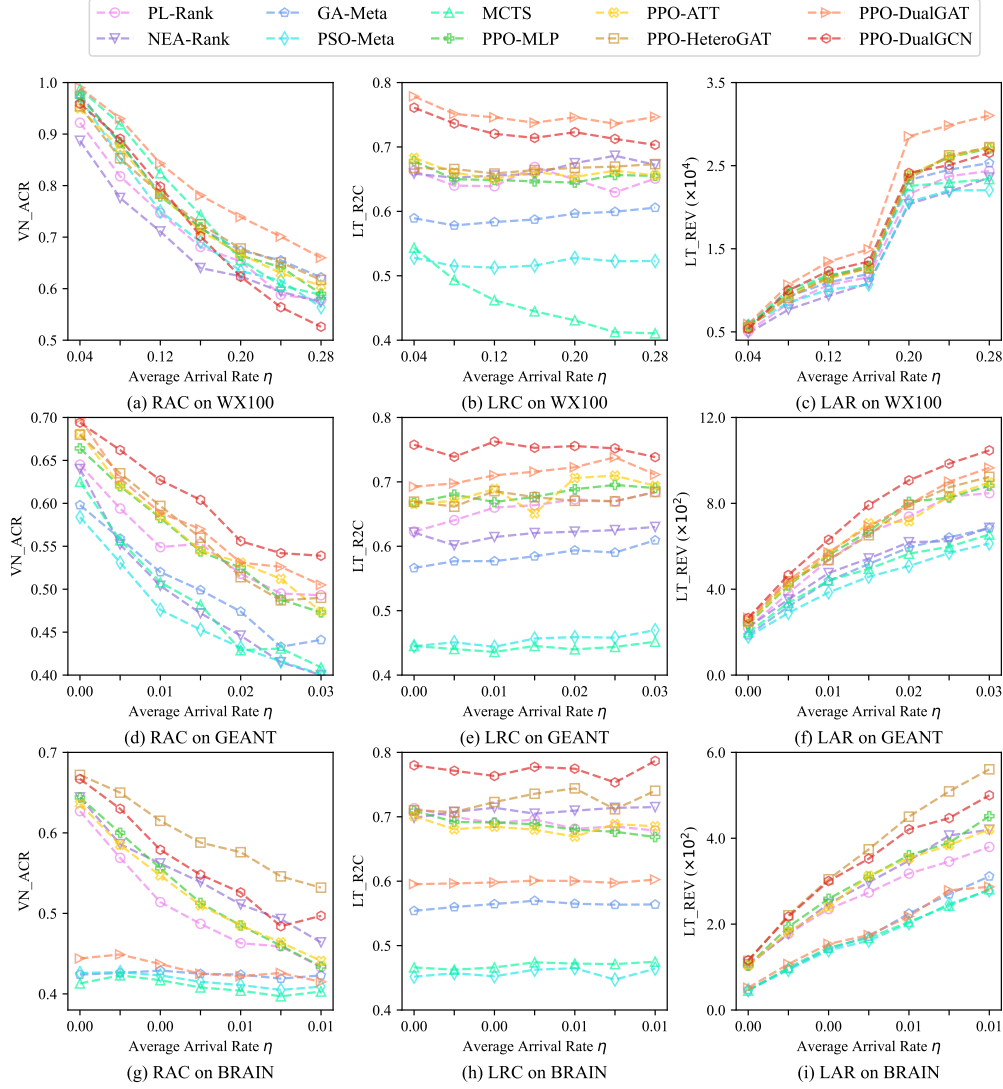 PL-Rank GA-Meta MCTS PPO-ATT PPO-DualGAT
NEA-Rank PSO-Meta PPO-MLP PPO-HeteroGAT PPO-DualGCN
VN_ACR
1.0
0.9
0.8
0.7
0.6
0.5
0.04 0.12 0.20 0.28
Average Arrival Rate η
(a) RAC on WX100
LT_R2C
0.8
0.7
0.6
0.5
0.4
0.04 0.12 0.20 0.28
Average Arrival Rate η
(b) LRC on WX100
LT_REV (×10⁴)
3.5
2.5
1.5
0.5
0.04 0.12 0.20 0.28
Average Arrival Rate η
(c) LAR on WX100
VN_ACR
0.70
0.65
0.60
0.55
0.50
0.45
0.40
0.00 0.01 0.02 0.03
Average Arrival Rate η
(d) RAC on GEANT
LT_R2C
0.8
0.7
0.6
0.5
0.4
0.00 0.01 0.02 0.03
Average Arrival Rate η
(e) LRC on GEANT
LT_REV (×10²)
12.0
8.0
4.0
0.0
0.00 0.01 0.02 0.03
Average Arrival Rate η
(f) LAR on GEANT
VN_ACR
0.7
0.6
0.5
0.4
0.00 0.00 0.01 0.01
Average Arrival Rate η
(g) RAC on BRAIN
LT_R2C
0.8
0.7
0.6
0.5
0.4
0.00 0.00 0.01 0.01
Average Arrival Rate η
(h) LRC on BRAIN
LT_REV (×10²)
6.0
4.0
2.0
0.0
0.00 0.00 0.01 0.01
Average Arrival Rate η
(i) LAR on BRAIN